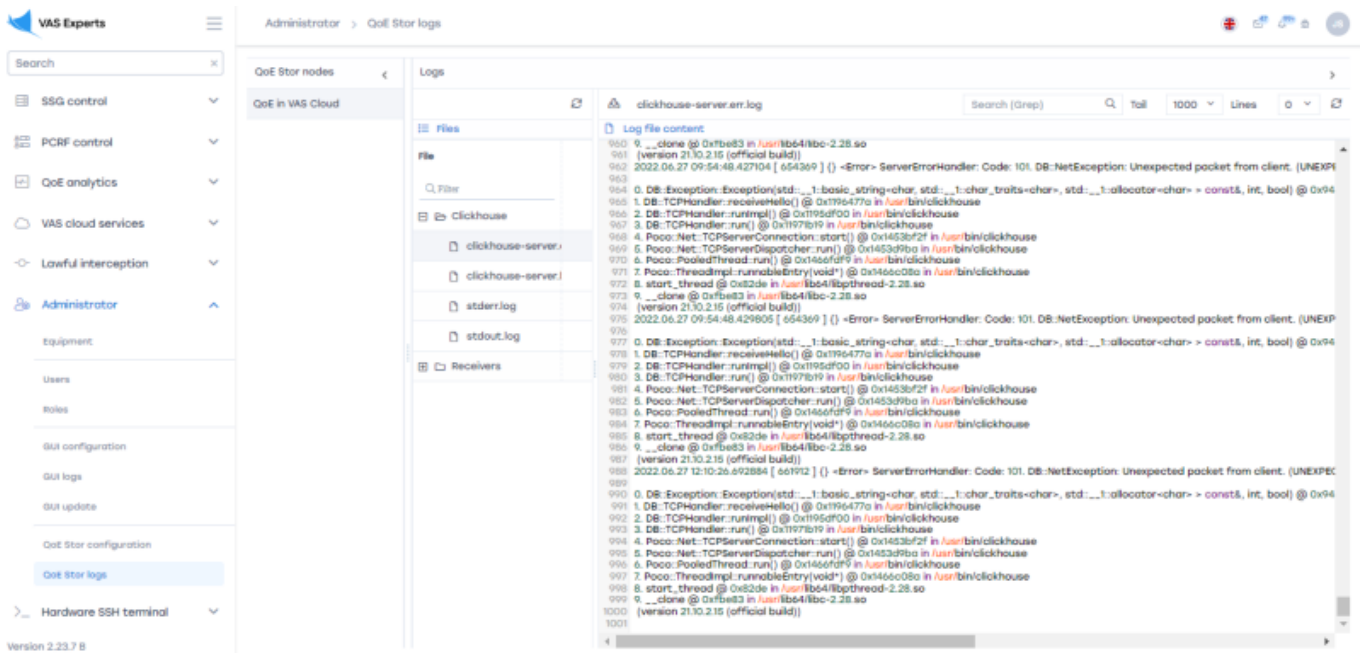 VAS Experts
Administrator > QoE Stor logs
Search
SSG control
PCRF control
QoE analytics
VAS cloud services
Lawful interception
Administrator
Equipment
Users
Roles
GUI configuration
GUI logs
GUI update
QoE Stor configuration
QoE Stor logs
Hardware SSH terminal
Version 2.23.7 B
QoE Stor nodes
QoE in VAS Cloud
Logs
Files
File
Filter
Clickhouse
clickhouse-server.
clickhouse-server.l
stderr.log
stdout.log
Receivers
clickhouse-server.err.log
Search (Grep)
Tail
1000
Lines
0
Log file content
960 9. __clone @ 0xfbe83 in /usr/lib64/libc-2.28.so
961 (version 21.10.2.15 (official build))
962 2022.06.27 09:54:48.427104 [ 654369 ] {} <Error> ServerErrorHandler: Code: 101. DB::NetException: Unexpected packet from client. (UNEXPE
963
964 0. DB::Exception::Exception(std::__1::basic_string<char, std::__1::char_traits<char>, std::__1::allocator<char> > const&, int, bool) @ 0x94
965 1. DB::TCPHandler::receiveHello() @ 0x1196477a in /usr/bin/clickhouse
966 2. DB::TCPHandler::runImpl() @ 0x1195df00 in /usr/bin/clickhouse
967 3. DB::TCPHandler::run() @ 0x11971b19 in /usr/bin/clickhouse
968 4. Poco::Net::TCPServerConnection::start() @ 0x1453bf2f in /usr/bin/clickhouse
969 5. Poco::Net::TCPServerDispatcher::run() @ 0x1453d9ba in /usr/bin/clickhouse
970 6. Poco::PooledThread::run() @ 0x1466fdf9 in /usr/bin/clickhouse
971 7. Poco::ThreadImpl::runnableEntry(void*) @ 0x1466c08a in /usr/bin/clickhouse
972 8. start_thread @ 0x82de in /usr/lib64/libpthread-2.28.so
973 9. __clone @ 0xfbe83 in /usr/lib64/libc-2.28.so
974 (version 21.10.2.15 (official build))
975 2022.06.27 09:54:48.429805 [ 654369 ] {} <Error> ServerErrorHandler: Code: 101. DB::NetException: Unexpected packet from client. (UNEXP
976
977 0. DB::Exception::Exception(std::__1::basic_string<char, std::__1::char_traits<char>, std::__1::allocator<char> > const&, int, bool) @ 0x94
978 1. DB::TCPHandler::receiveHello() @ 0x1196477a in /usr/bin/clickhouse
979 2. DB::TCPHandler::runImpl() @ 0x1195df00 in /usr/bin/clickhouse
980 3. DB::TCPHandler::run() @ 0x11971b19 in /usr/bin/clickhouse
981 4. Poco::Net::TCPServerConnection::start() @ 0x1453bf2f in /usr/bin/clickhouse
982 5. Poco::Net::TCPServerDispatcher::run() @ 0x1453d9ba in /usr/bin/clickhouse
983 6. Poco::PooledThread::run() @ 0x1466fdf9 in /usr/bin/clickhouse
984 7. Poco::ThreadImpl::runnableEntry(void*) @ 0x1466c08a in /usr/bin/clickhouse
985 8. start_thread @ 0x82de in /usr/lib64/libpthread-2.28.so
986 9. __clone @ 0xfbe83 in /usr/lib64/libc-2.28.so
987 (version 21.10.2.15 (official build))
988 2022.06.27 12:10:26.692884 [ 661912 ] {} <Error> ServerErrorHandler: Code: 101. DB::NetException: Unexpected packet from client. (UNEXPEC
989
990 0. DB::Exception::Exception(std::__1::basic_string<char, std::__1::char_traits<char>, std::__1::allocator<char> > const&, int, bool) @ 0x94
991 1. DB::TCPHandler::receiveHello() @ 0x1196477a in /usr/bin/clickhouse
992 2. DB::TCPHandler::runImpl() @ 0x1195df00 in /usr/bin/clickhouse
993 3. DB::TCPHandler::run() @ 0x11971b19 in /usr/bin/clickhouse
994 4. Poco::Net::TCPServerConnection::start() @ 0x1453bf2f in /usr/bin/clickhouse
995 5. Poco::Net::TCPServerDispatcher::run() @ 0x1453d9ba in /usr/bin/clickhouse
996 6. Poco::PooledThread::run() @ 0x1466fdf9 in /usr/bin/clickhouse
997 7. Poco::ThreadImpl::runnableEntry(void*) @ 0x1466c08a in /usr/bin/clickhouse
998 8. start_thread @ 0x82de in /usr/lib64/libpthread-2.28.so
999 9. __clone @ 0xfbe83 in /usr/lib64/libc-2.28.so
1000 (version 21.10.2.15 (official build))
1001